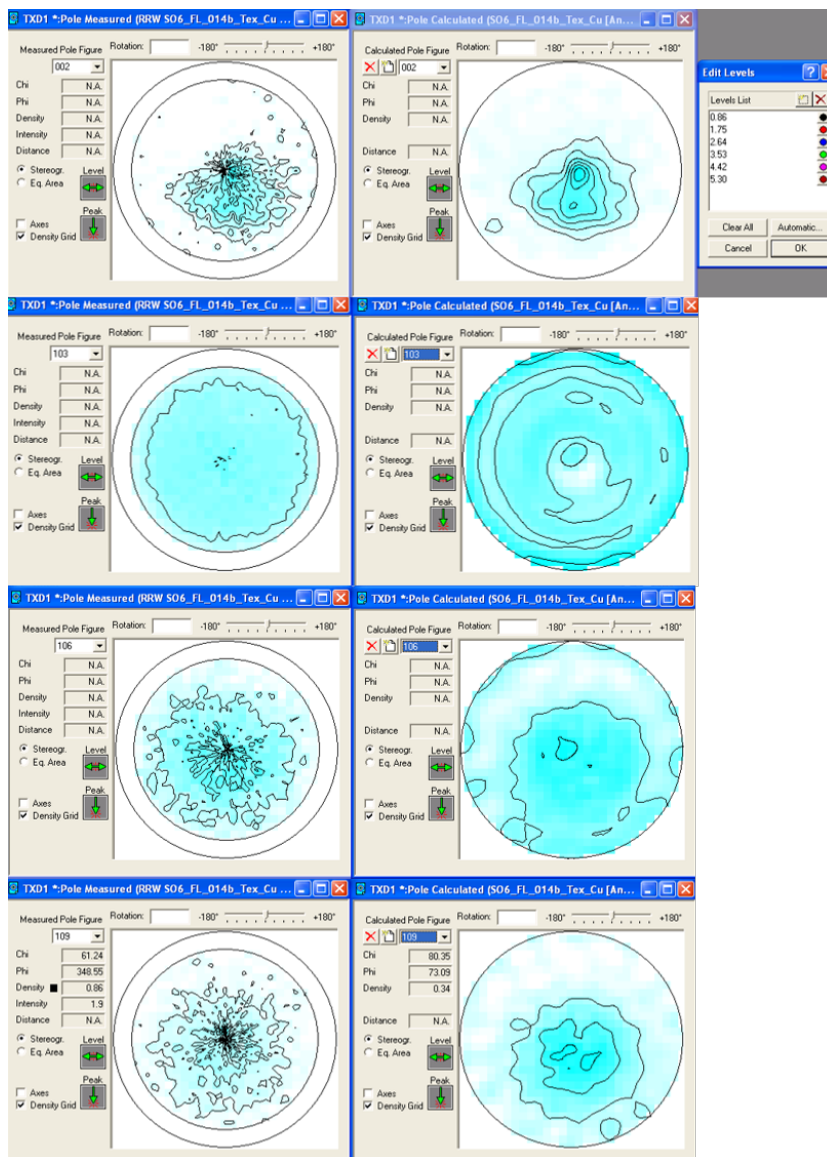 TXD1 *:Pole Measured (RRW SO6_FL_014b_Tex_Cu ...
Measured Pole Figure
Rotation:
-180°
+180°
002
Chi N.A.
Phi N.A.
Density N.A.
Intensity N.A.
Distance N.A.
Stereogr. Level
Eq. Area
Peak
Axes
Density Grid
TXD1 *:Pole Calculated (SO6_FL_014b_Tex_Cu [An...
Calculated Pole Figure
Rotation:
-180°
+180°
002
Chi N.A.
Phi N.A.
Density N.A.
Distance N.A.
Stereogr. Level
Eq. Area
Peak
Axes
Density Grid
Edit Levels
Levels List
0.86
1.75
2.64
3.53
4.42
5.30
Clear All Automatic...
Cancel OK
TXD1 *:Pole Measured (RRW SO6_FL_014b_Tex_Cu ...
Measured Pole Figure
Rotation:
-180°
+180°
103
Chi N.A.
Phi N.A.
Density N.A.
Intensity N.A.
Distance N.A.
Stereogr. Level
Eq. Area
Peak
Axes
Density Grid
TXD1 *:Pole Calculated (SO6_FL_014b_Tex_Cu [An...
Calculated Pole Figure
Rotation:
-180°
+180°
103
Chi N.A.
Phi N.A.
Density N.A.
Distance N.A.
Stereogr. Level
Eq. Area
Peak
Axes
Density Grid
TXD1 *:Pole Measured (RRW SO6_FL_014b_Tex_Cu ...
Measured Pole Figure
Rotation:
-180°
+180°
106
Chi N.A.
Phi N.A.
Density N.A.
Intensity N.A.
Distance N.A.
Stereogr. Level
Eq. Area
Peak
Axes
Density Grid
TXD1 *:Pole Calculated (SO6_FL_014b_Tex_Cu [An...
Calculated Pole Figure
Rotation:
-180°
+180°
106
Chi N.A.
Phi N.A.
Density N.A.
Distance N.A.
Stereogr. Level
Eq. Area
Peak
Axes
Density Grid
TXD1 *:Pole Measured (RRW SO6_FL_014b_Tex_Cu ...
Measured Pole Figure
Rotation:
-180°
+180°
109
Chi 61.24
Phi 348.55
Density 0.86
Intensity 1.9
Distance N.A.
Stereogr. Level
Eq. Area
Peak
Axes
Density Grid
TXD1 *:Pole Calculated (SO6_FL_014b_Tex_Cu [An...
Calculated Pole Figure
Rotation:
-180°
+180°
109
Chi 80.35
Phi 73.09
Density 0.34
Distance N.A.
Stereogr. Level
Eq. Area
Peak
Axes
Density Grid